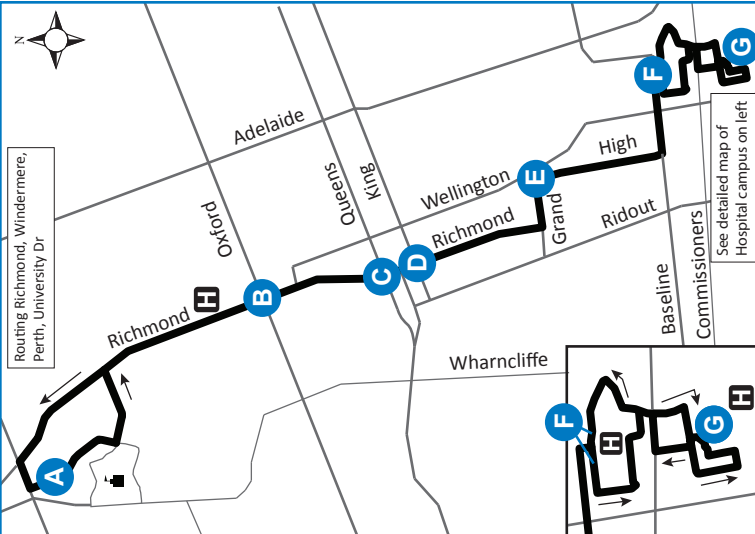 Routing Richmond, Windermere,
Perth, University Dr
N
A
Adelaide
Oxford
Richmond
H
B
Queens
King
C
D
Wellington
Richmond
E
Grand
High
Ridout
F
G
Baseline
Commissioners
See detailed map of
Hospital campus on left
Wharncliffe
F
H
G
H